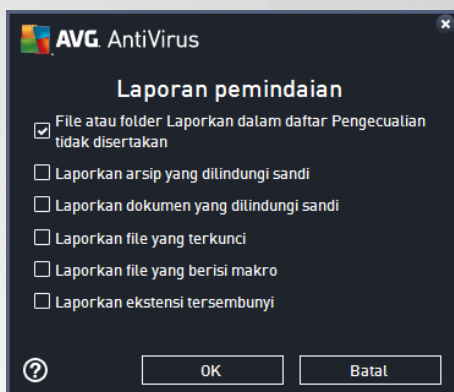 AVG. AntiVirus
Laporan pemindaian
File atau folder Laporkan dalam daftar Pengecualian
tidak disertakan
Laporkan arsip yang dilindungi sandi
Laporkan dokumen yang dilindungi sandi
Laporkan file yang terkunci
Laporkan file yang berisi makro
Laporkan ekstensi tersembunyi
OK
Batal